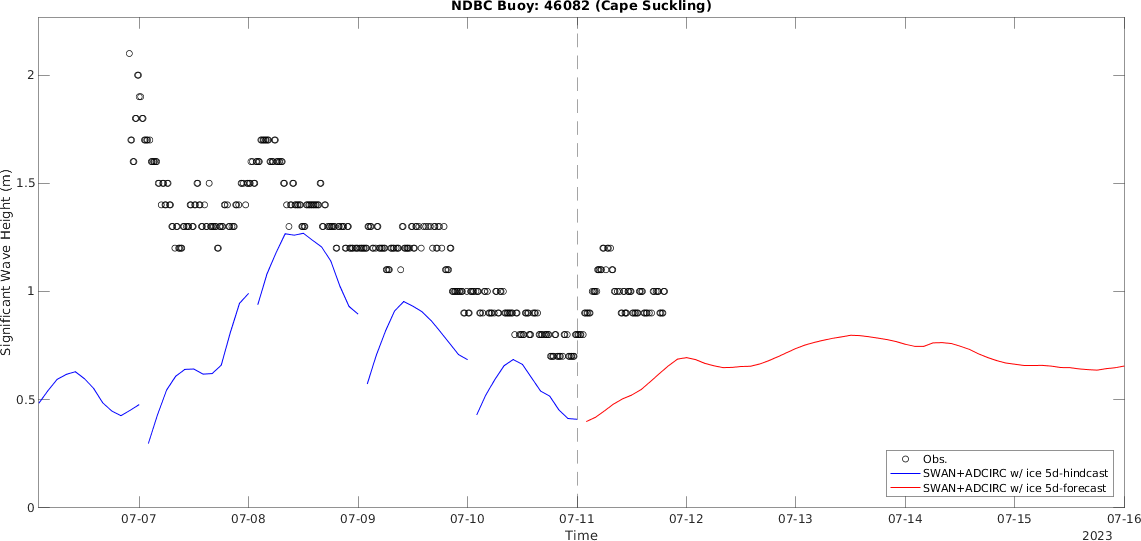 NDBC Buoy: 46082 (Cape Suckling)
Significant Wave Height (m)
2
1.5
1
0.5
0
Obs.
SWAN+ADCIRC w/ ice 5d-hindcast
SWAN+ADCIRC w/ ice 5d-forecast
07-07 07-08 07-09 07-10 07-11 07-12 07-13 07-14 07-15 07-16
Time
2023